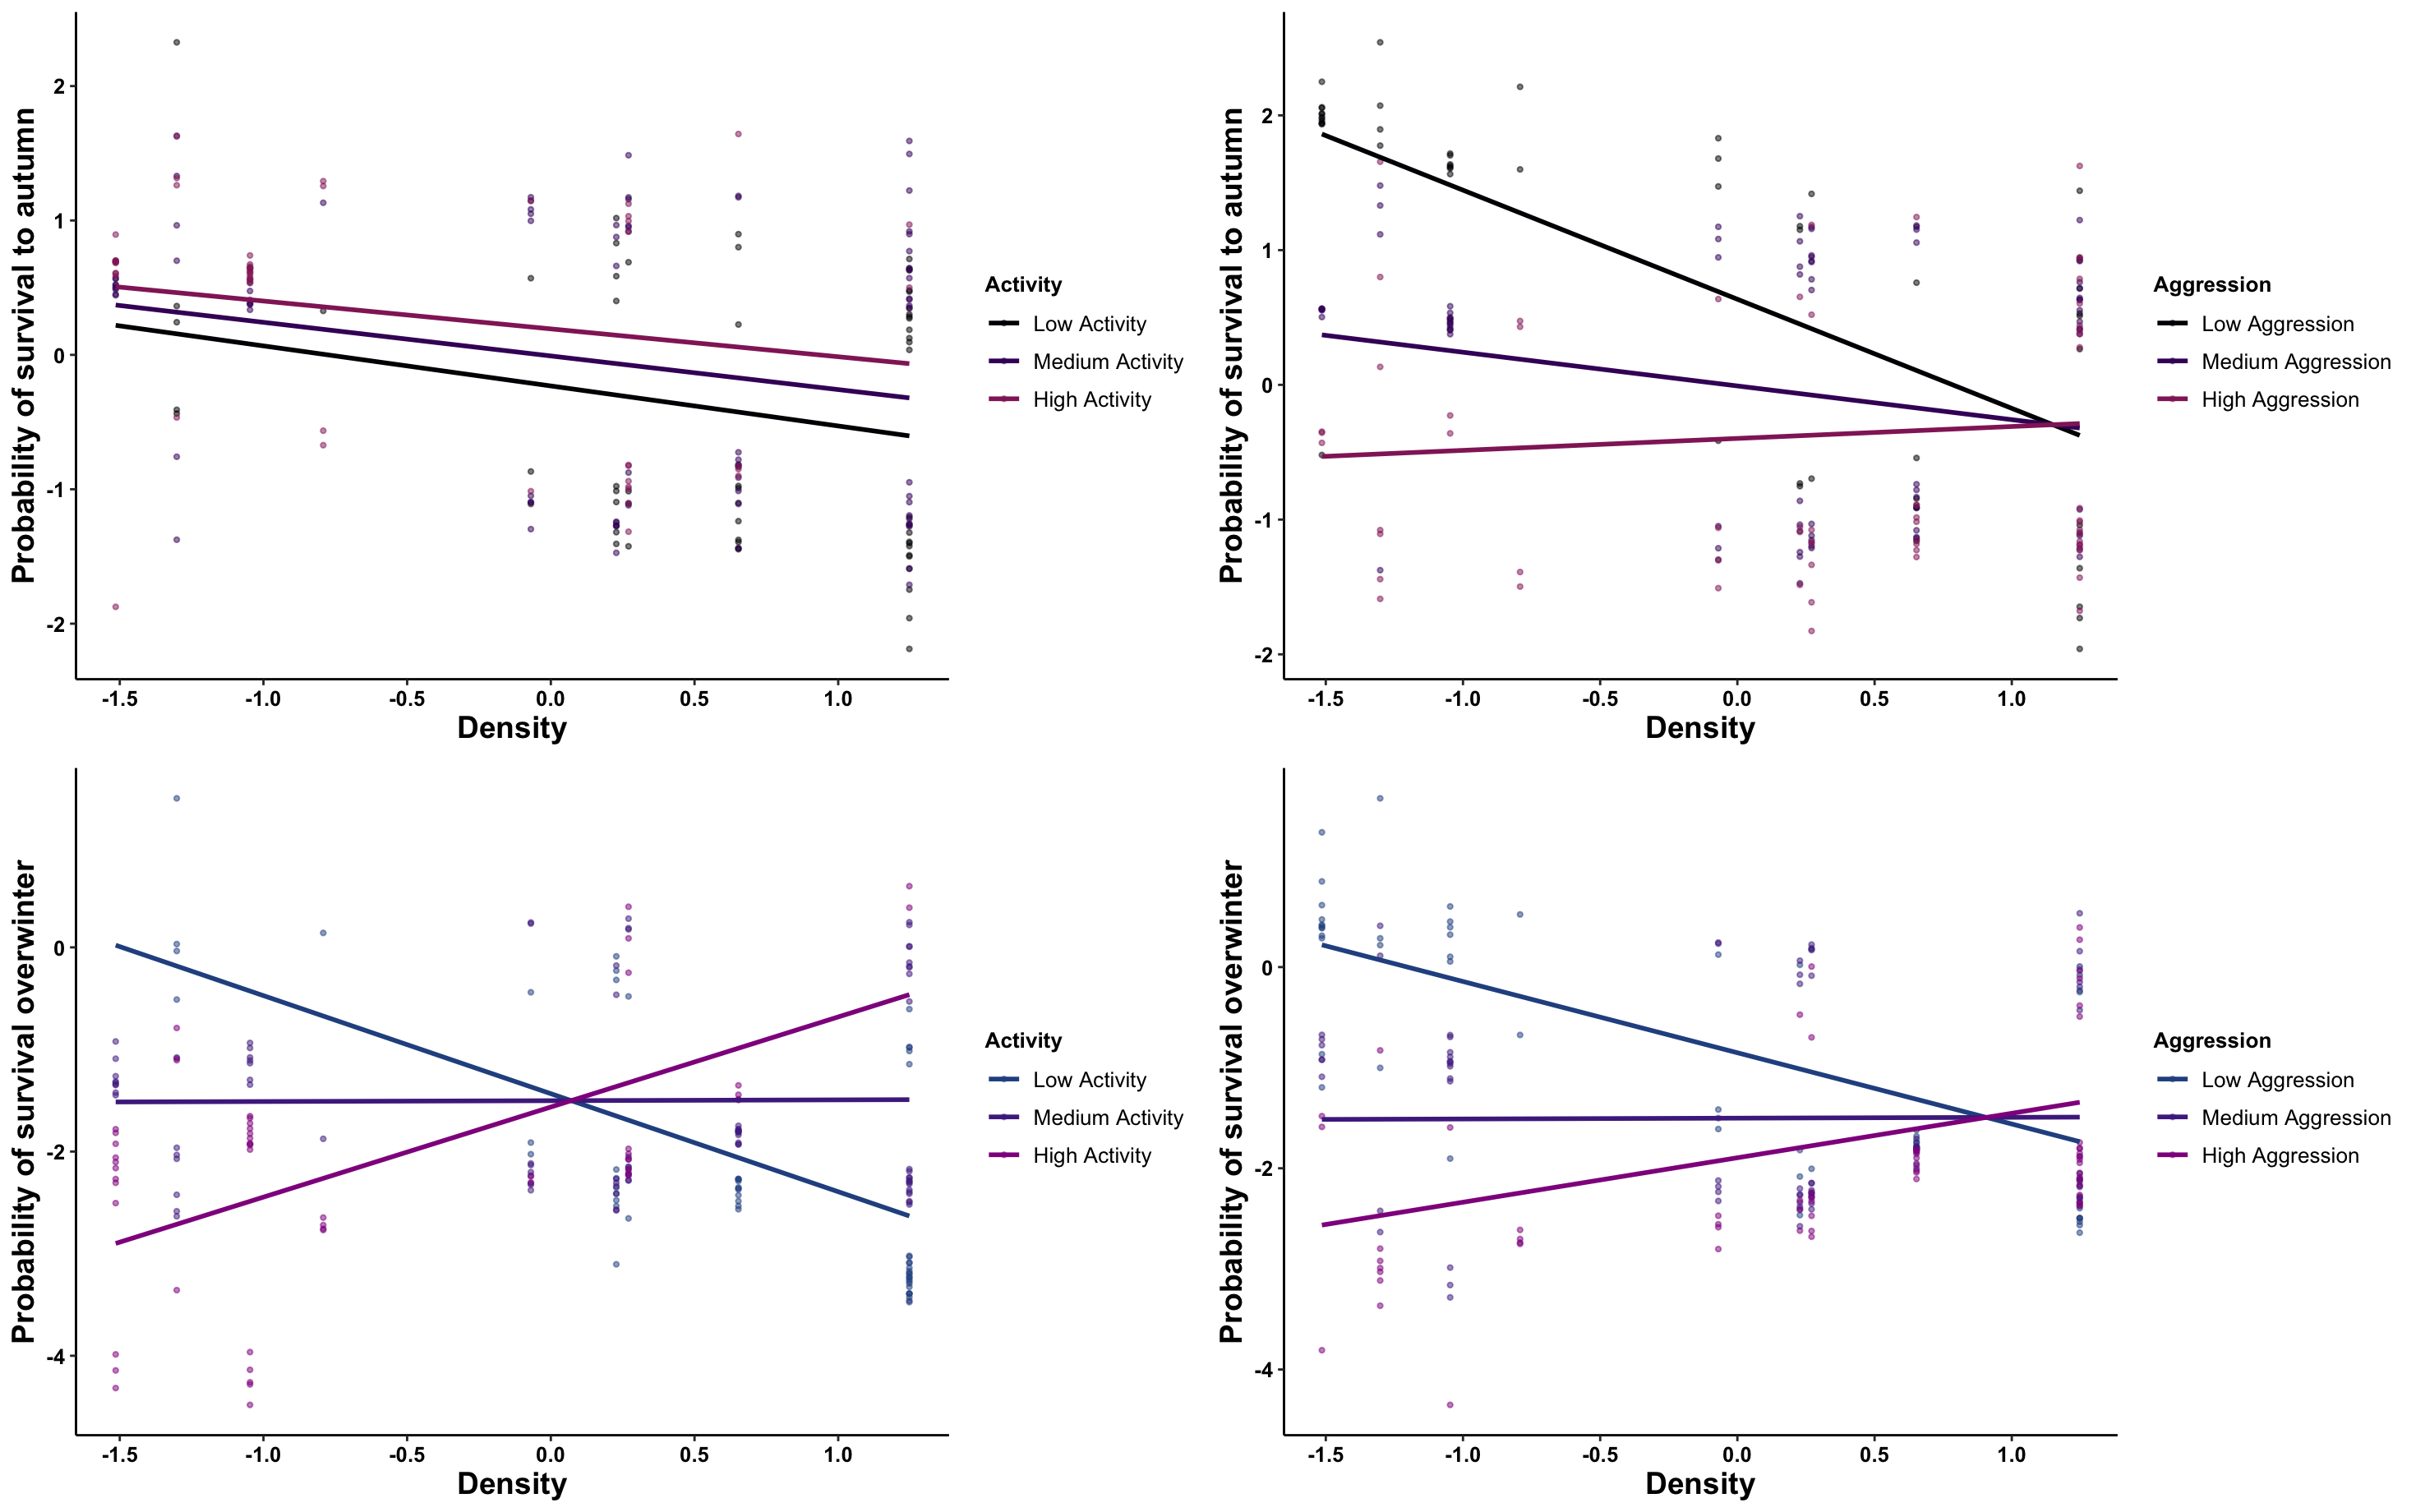 Probability of survival to autumn
2
1
0
-1
-2
-1.5 -1.0 -0.5 0.0 0.5 1.0
Density
Activity
Low Activity
Medium Activity
High Activity
Probability of survival to autumn
2
1
0
-1
-2
-1.5 -1.0 -0.5 0.0 0.5 1.0
Density
Aggression
Low Aggression
Medium Aggression
High Aggression
Probability of survival overwinter
0
-2
-4
-1.5 -1.0 -0.5 0.0 0.5 1.0
Density
Activity
Low Activity
Medium Activity
High Activity
Probability of survival overwinter
0
-2
-4
-1.5 -1.0 -0.5 0.0 0.5 1.0
Density
Aggression
Low Aggression
Medium Aggression
High Aggression